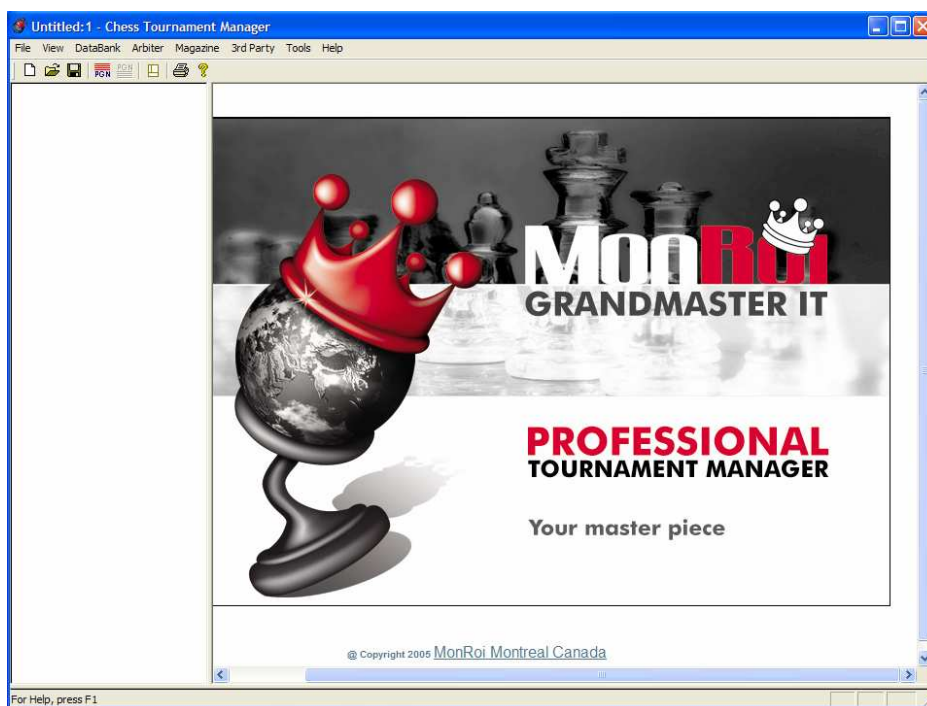 Untitled:1 - Chess Tournament Manager
File View DataBank Arbiter Magazine 3rd Party Tools Help
PGN PGN
MonRoi
GRANDMASTER IT
PROFESSIONAL
TOURNAMENT MANAGER
Your master piece
@ Copyright 2005 MonRoi Montreal Canada
For Help, press F1